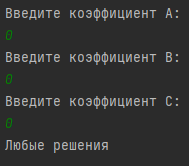 Введите коэффициент A:
0
Введите коэффициент B:
0
Введите коэффициент C:
0
Любые решения